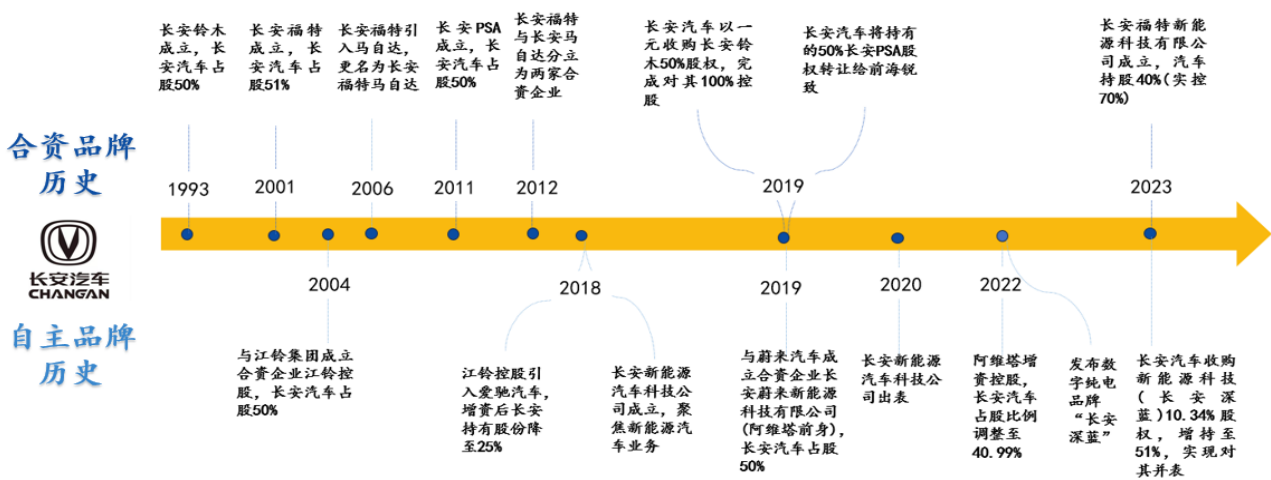 长安铃木
成立，长
安汽车占
股50%
长安福特
成立，长
安汽车占
股51%
长安福特引
入马自达，
更名为长安
福特马自达
长安PSA
成立，长
安汽车占
股50%
长安福特
与长安马
自达分立
为两家合
资企业
长安汽车以一
元收购长安铃
木50%股权，完
成对其100%控
股
长安汽车将持有
的50%长安PSA股
权转让给前海锐
致
长安福特新能
源科技有限公
司成立，汽车
持股40%(实控
70%)
合资品牌
历史
1993
2001
2006
2011
2012
2019
2023
长安汽车
CHANGAN
自主品牌
历史
2004
2018
2019
2020
2022
与江铃集团成立
合资企业江铃控
股，长安汽车占
股50%
江铃控股引
入爱驰汽车，
增资后长安
持有股份降
至25%
长安新能源
汽车科技公
司成立，聚
焦新能源汽
车业务
与蔚来汽车成
立合资企业长
安蔚来新能源
科技有限公司
(阿维塔前身)，
长安汽车占股
50%
长安新能源
汽车科技公
司出表
阿维塔增
资控股，
长安汽车
占股比例
调整至
40.99%
发布数
字纯电
品牌
“长安
深蓝”
长安汽车收购
新能源科技
(长安深
蓝)10.34%股
权，增持至
51%，实现对
其并表